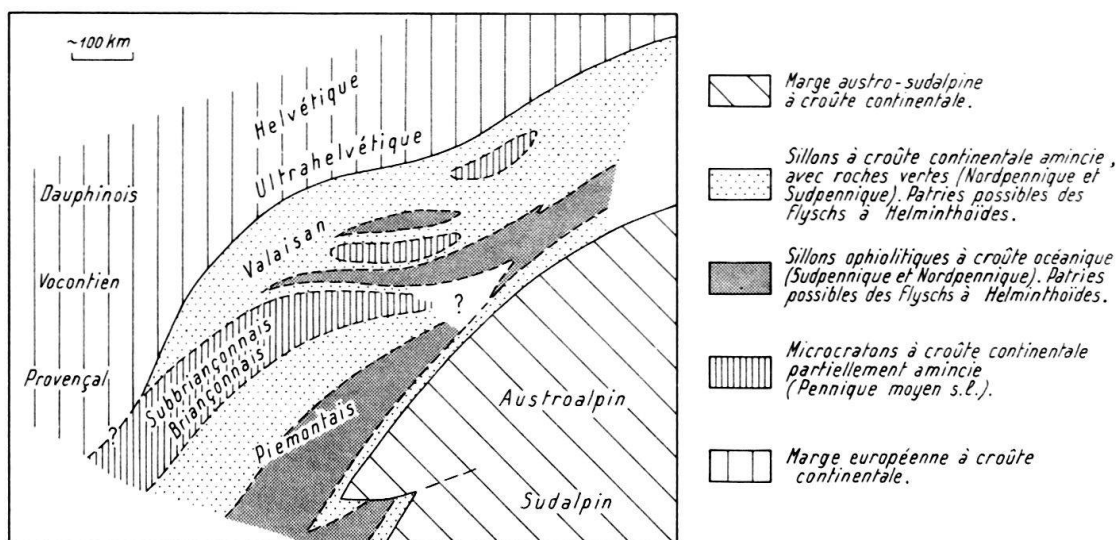 ~100 km
Helvétique
Ultrahelvétique
Dauphinois
Valaisan
Vocontien
?
Subbriançonnais
Briançonnais
Provençal
?
Piemontais
Austroalpin
Sudalpin
Marge austro-sudalpine
à croûte continentale.
Sillons à croûte continentale amincie,
avec roches vertes (Nordpennique et
Sudpennique). Patries possibles des
Flyschs à Helminthoïdes.
Sillons ophiolitiques à croûte océanique
(Sudpennique et Nordpennique). Patries
possibles des Flyschs à Helminthoïdes.
Microcratons à croûte continentale
partiellement amincie
(Pennique moyen s.l.).
Marge européenne à croûte
continentale.